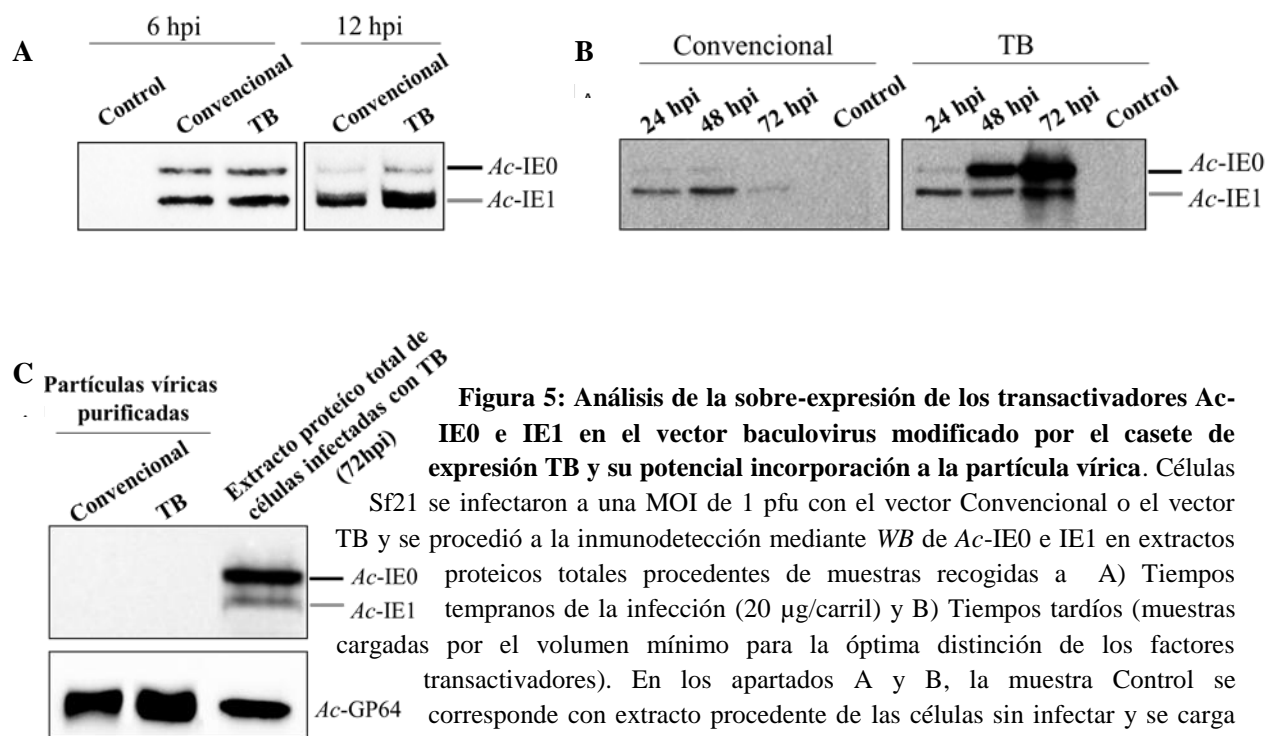 A
6 hpi
12 hpi
Control
Convencional
TB
Convencional
TB
Ac-IE0
Ac-IE1
B
Convencional
TB
24 hpi
48 hpi
72 hpi
Control
24 hpi
48 hpi
72 hpi
Control
Ac-IE0
Ac-IE1
C
Partículas víricas
purificadas
Convencional
TB
Extracto proteíco total de
células infectadas con TB
(72hpi)
Ac-IE0
Ac-IE1
Ac-GP64
Figura 5: Análisis de la sobre-expresión de los transactivadores Ac-
IE0 e IE1 en el vector baculovirus modificado por el casete de
expresión TB y su potencial incorporación a la partícula vírica. Células
Sf21 se infectaron a una MOI de 1 pfu con el vector Convencional o el vector
TB y se procedió a la inmunodetección mediante WB de Ac-IE0 e IE1 en extractos
proteicos totales procedentes de muestras recogidas a A) Tiempos
tempranos de la infección (20 µg/carril) y B) Tiempos tardíos (muestras
cargadas por el volumen mínimo para la óptima distinción de los factores
transactivadores). En los apartados A y B, la muestra Control se
corresponde con extracto procedente de las células sin infectar y se carga